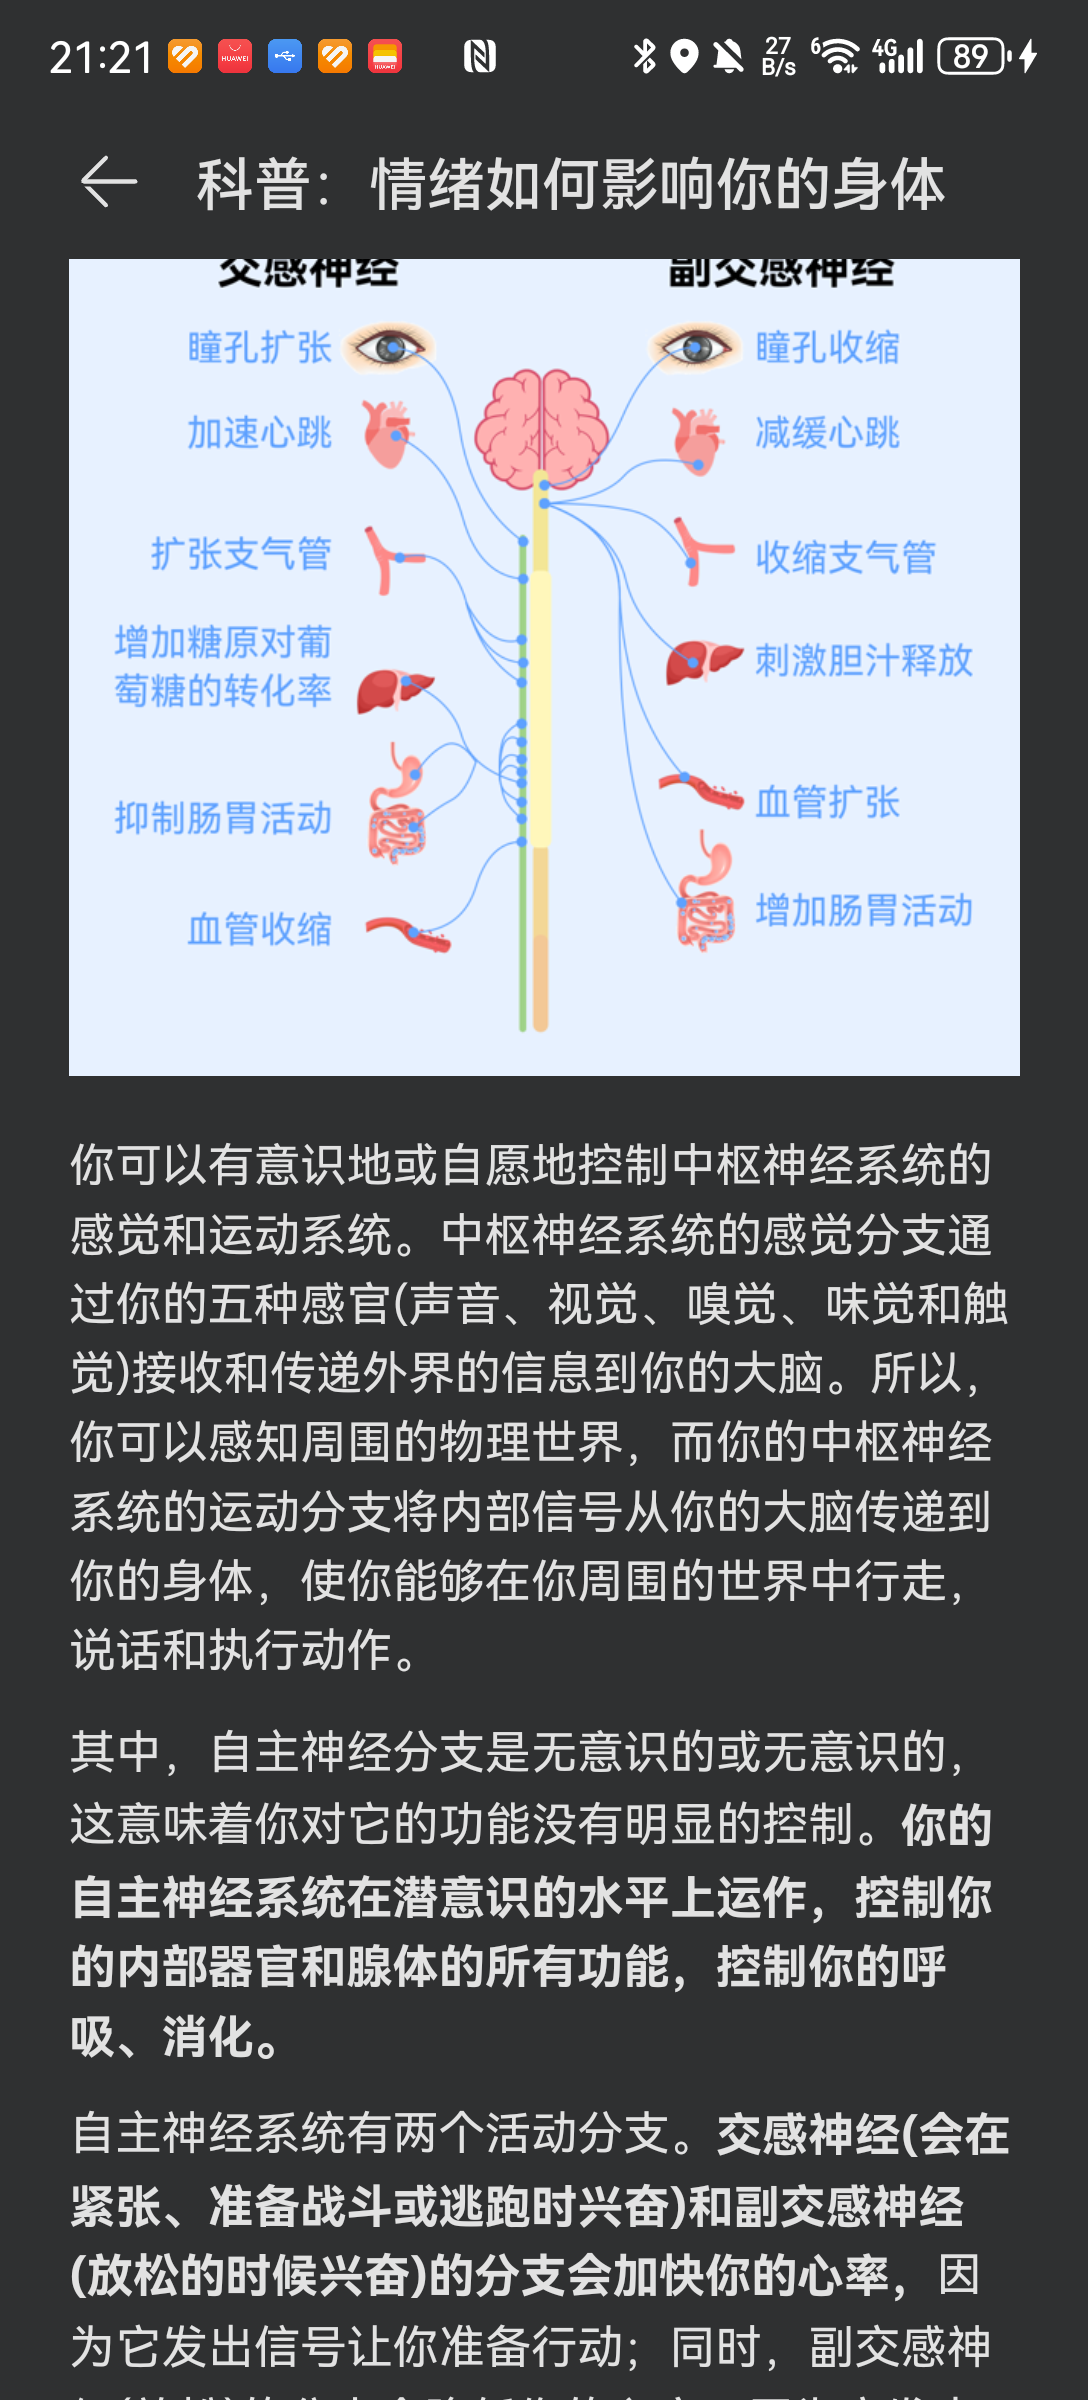 21:21 27 B/s 6 4G 89
HUAWEI
HUAWEI
科普：情绪如何影响你的身体
交感神经
副交感神经
瞳孔扩张
瞳孔收缩
加速心跳
减缓心跳
扩张支气管
收缩支气管
增加糖原对葡
萄糖的转化率
刺激胆汁释放
抑制肠胃活动
血管扩张
血管收缩
增加肠胃活动
你可以有意识地或自愿地控制中枢神经系统的
感觉和运动系统。中枢神经系统的感觉分支通
过你的五种感官(声音、视觉、嗅觉、味觉和触
觉)接收和传递外界的信息到你的大脑。所以，
你可以感知周围的物理世界，而你的中枢神经
系统的运动分支将内部信号从你的大脑传递到
你的身体，使你能够在你周围的世界中行走，
说话和执行动作。
其中，自主神经分支是无意识的或无意识的，
这意味着你对它的功能没有明显的控制。你的
自主神经系统在潜意识的水平上运作，控制你
的内部器官和腺体的所有功能，控制你的呼
吸、消化。
自主神经系统有两个活动分支。交感神经(会在
紧张、准备战斗或逃跑时兴奋)和副交感神经
(放松的时候兴奋)的分支会加快你的心率，因
为它发出信号让你准备行动；同时，副交感神